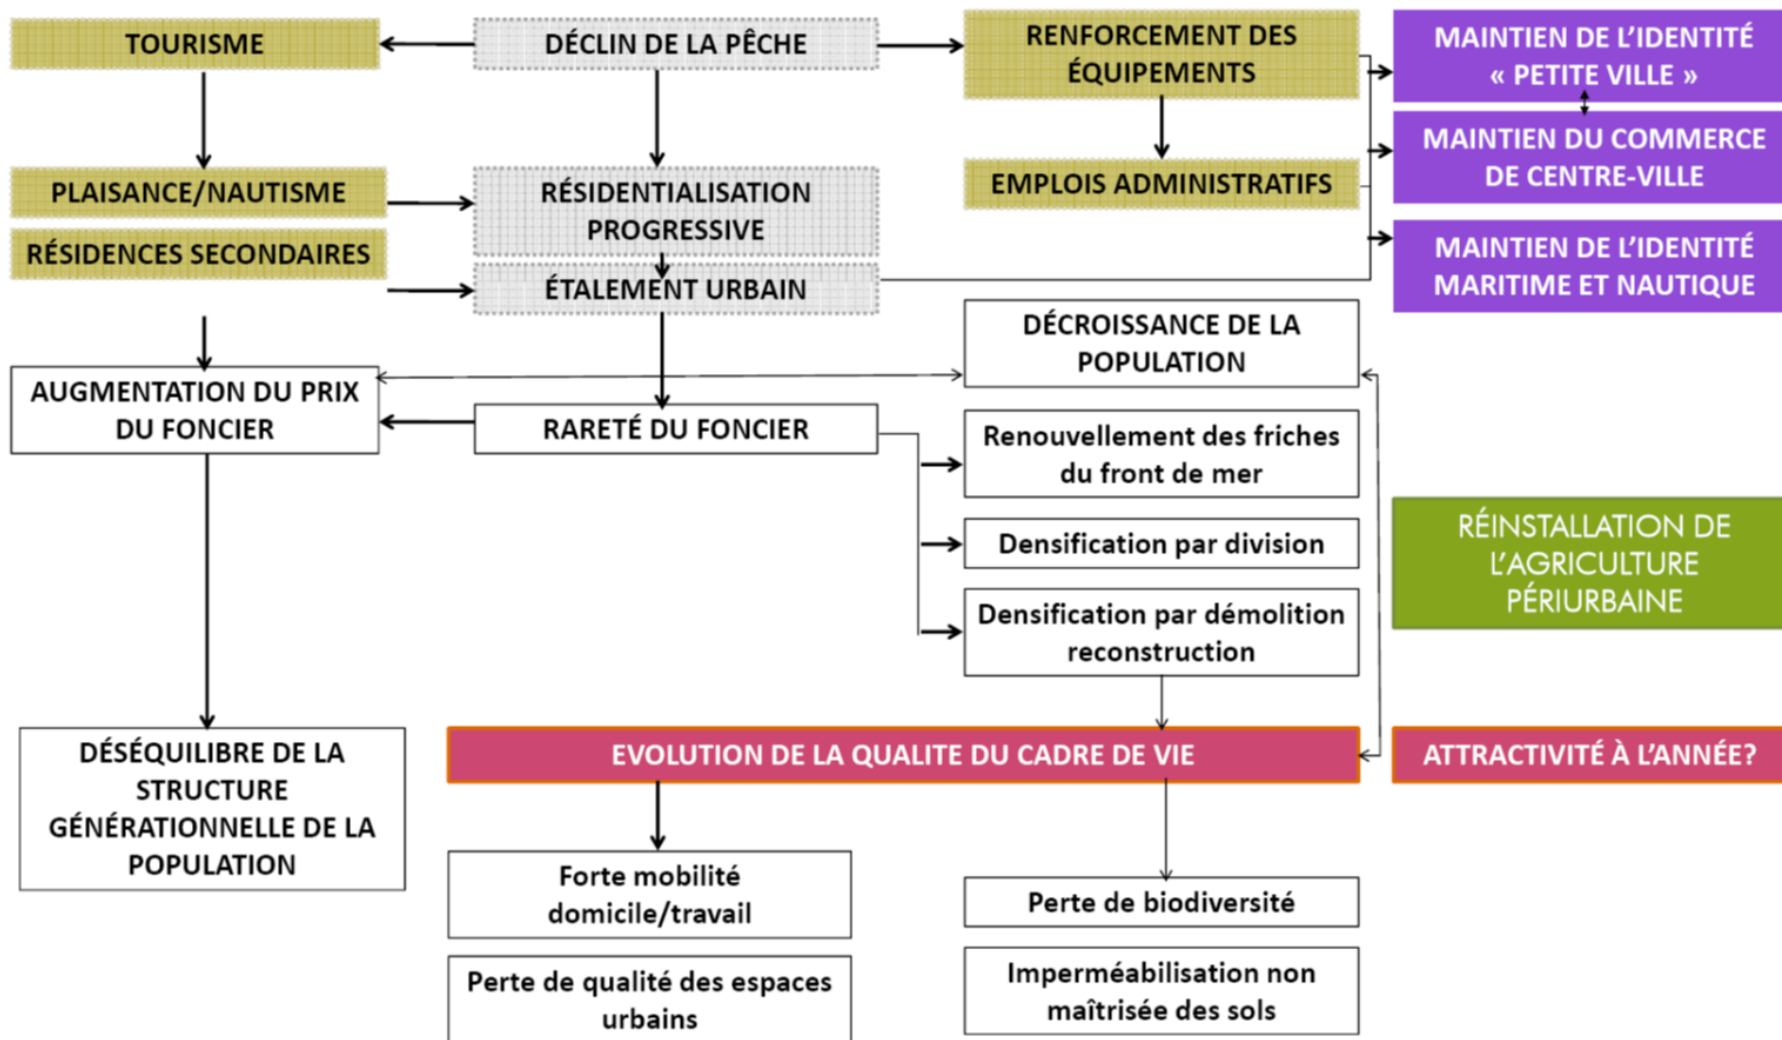 TOURISME
DÉCLIN DE LA PÊCHE
RENFORCEMENT DES
ÉQUIPEMENTS
MAINTIEN DE L'IDENTITÉ
« PETITE VILLE »
MAINTIEN DU COMMERCE
DE CENTRE-VILLE
PLAISANCE/NAUTISME
RÉSIDENTIALISATION
PROGRESSIVE
EMPLOIS ADMINISTRATIFS
RÉSIDENCES SECONDAIRES
ÉTALEMENT URBAIN
MAINTIEN DE L'IDENTITÉ
MARITIME ET NAUTIQUE
DÉCROISSANCE DE LA
POPULATION
AUGMENTATION DU PRIX
DU FONCIER
RARETÉ DU FONCIER
Renouvellement des friches
du front de mer
Densification par division
Densification par démolition
reconstruction
RÉINSTALLATION DE
L'AGRICULTURE
PÉRIURBAINE
DÉSÉQUILIBRE DE LA
STRUCTURE
GÉNÉRATIONNELLE DE LA
POPULATION
EVOLUTION DE LA QUALITE DU CADRE DE VIE
ATTRACTIVITÉ À L'ANNÉE?
Forte mobilité
domicile/travail
Perte de biodiversité
Perte de qualité des espaces
urbains
Imperméabilisation non
maîtrisée des sols